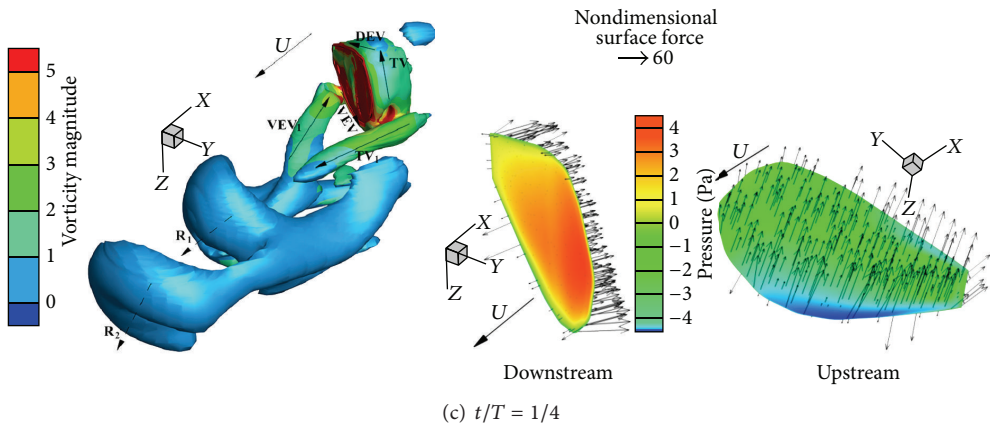 Nondimensional
surface force
→ 60
Vorticity magnitude
5
4
3
2
1
0
U
X
Y
Z
DEV
TV
VEV
VEV₁
TV₁
R₁
R₂
X
Y
Z
U
Downstream
Pressure (Pa)
4
3
2
1
0
−1
−2
−3
−4
U
Y
X
Z
Upstream
(c) t/T = 1/4